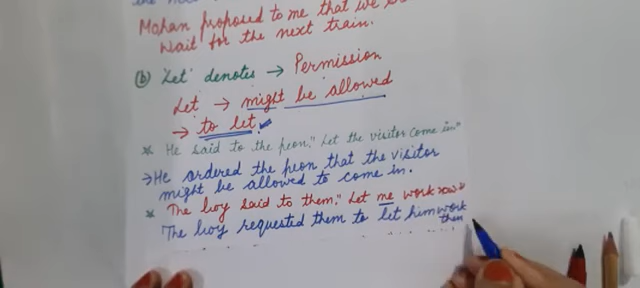 Mohan proposed to me that we
wait for the next train.
(b) 'Let' denotes → Permission
Let → might be allowed
→ to let.
* He said to the peon, "Let the visitor come in"
→ He ordered the peon that the visitor
might be allowed to come in.
* The boy said to them, "Let me work now"
The boy requested them to let him work
then